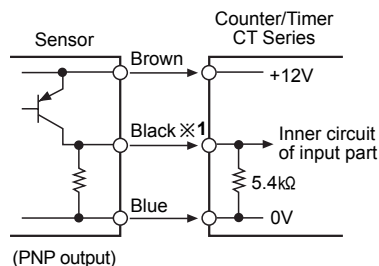 Counter/Timer
CT Series
Sensor
Brown
+12V
Black ※1
Inner circuit
of input part
5.4kΩ
Blue
0V
(PNP output)